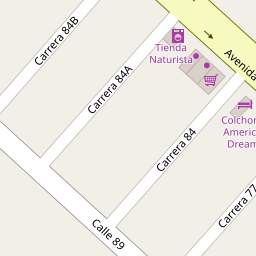 Carrera 84B
Tienda
Naturista
Avenida
Carrera 84A
Colchon
Americ
Dream
Carrera 84
Carrera 77
Calle 89